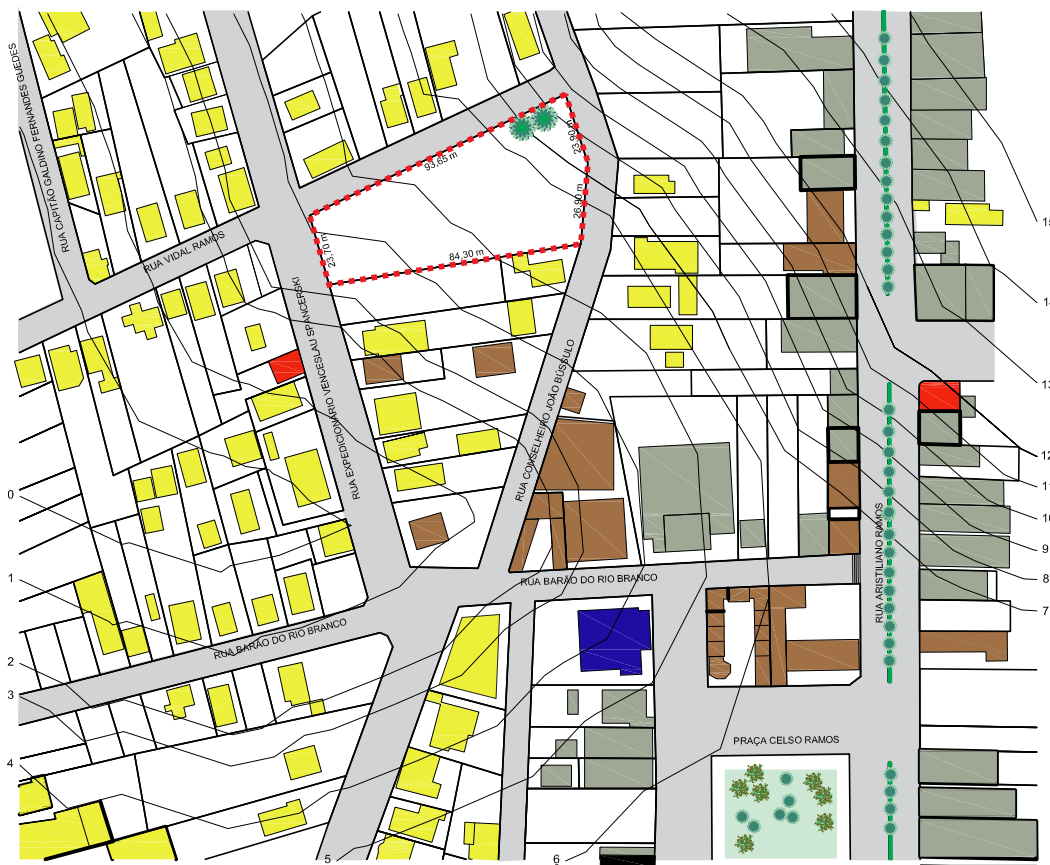 RUA CAPITÃO GALDINO FERNANDES GUEDES
RUA VIDAL RAMOS
93,65 m
23,90 m
26,90 m
84,30 m
23,70 m
RUA EXPEDICIONÁRIO VENCESLAU SPANCERSKI
RUA CONSELHEIRO JOÃO BÚSSULO
RUA BARÃO DO RIO BRANCO
RUA BARÃO DO RIO BRANCO
RUA ARISTILIANO RAMOS
PRAÇA CELSO RAMOS
0
1
2
3
4
5
6
7
8
9
10
11
12
13
14
15